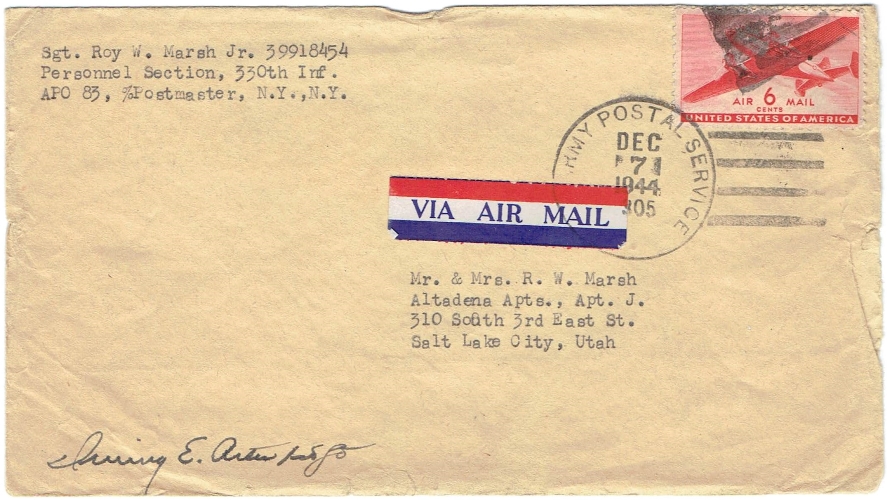 Sgt. Roy W. Marsh Jr. 39918454
Personnel Section, 330th Inf.
APO 83, %Postmaster, N.Y.,N.Y.
AIR 6 MAIL
CENTS
UNITED STATES OF AMERICA
ARMY POSTAL SERVICE
DEC
7
1944
305
VIA AIR MAIL
Mr. & Mrs. R. W. Marsh
Altadena Apts., Apt. J.
310 South 3rd East St.
Salt Lake City, Utah
E.